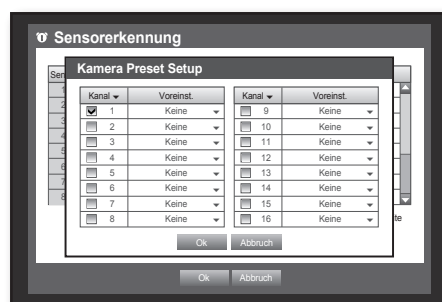 Sensorerkennung
Sen
Kamera Preset Setup
Kanal Voreinst. Kanal Voreinst.
1 Keine 9 Keine
2 Keine 10 Keine
3 Keine 11 Keine
4 Keine 12 Keine
5 Keine 13 Keine
6 Keine 14 Keine
7 Keine 15 Keine
8 Keine 16 Keine
Ok Abbruch
te
Ok Abbruch